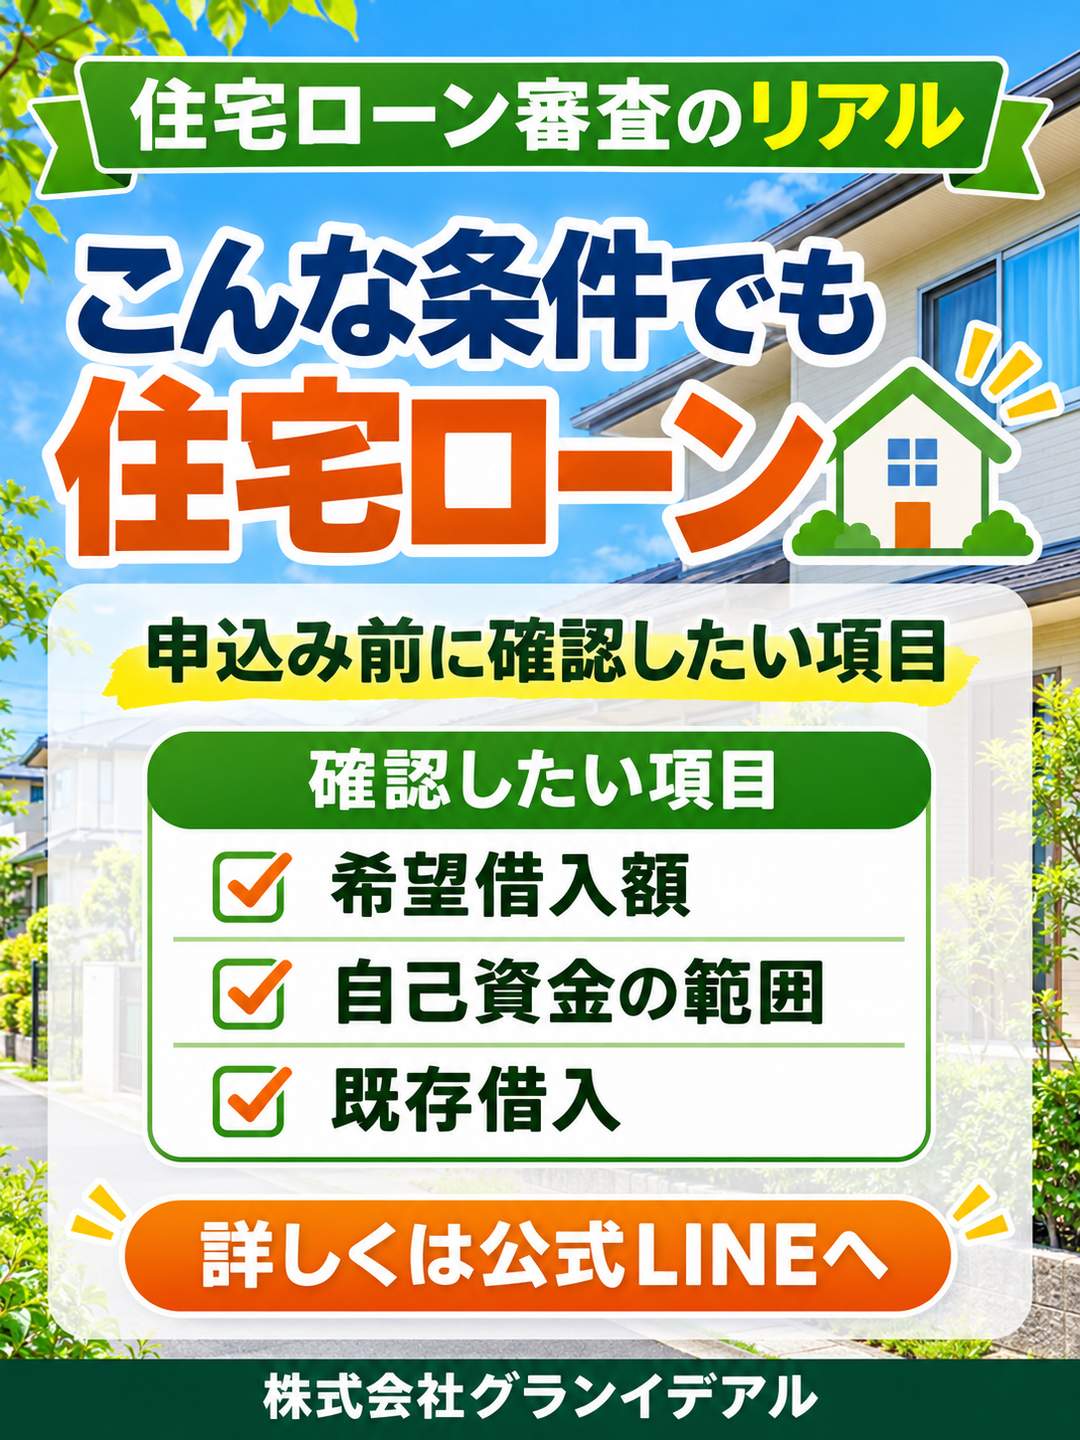 住宅ローン審査のリアル
こんな条件でも
住宅ローン
申込み前に確認したい項目
確認したい項目
希望借入額
自己資金の範囲
既存借入
詳しくは公式LINEへ
株式会社グランイデアル